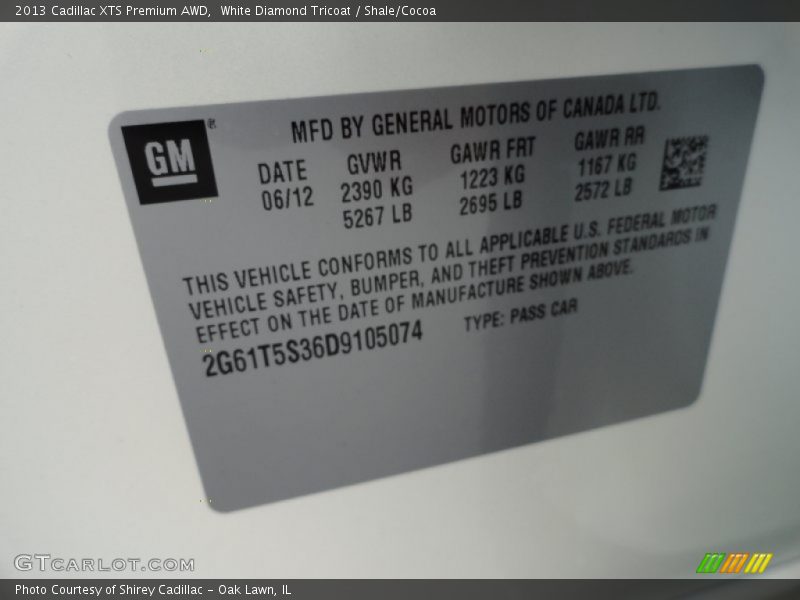 2013 Cadillac XTS Premium AWD,  White Diamond Tricoat / Shale/Cocoa
GM
MFD BY GENERAL MOTORS OF CANADA LTD.
DATE GVWR GAWR FRT GAWR RR
06/12 2390 KG 1223 KG 1167 KG
5267 LB 2695 LB 2572 LB
THIS VEHICLE CONFORMS TO ALL APPLICABLE U.S. FEDERAL MOTOR
VEHICLE SAFETY, BUMPER, AND THEFT PREVENTION STANDARDS IN
EFFECT ON THE DATE OF MANUFACTURE SHOWN ABOVE.
2G61T5S36D9105074 TYPE: PASS CAR
GTCARLOT.COM
Photo Courtesy of Shirey Cadillac - Oak Lawn, IL